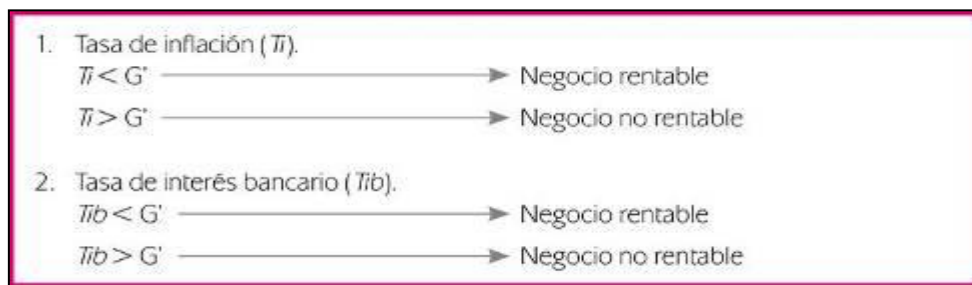 1. Tasa de inflación (Ti).
Ti < G' Negocio rentable
Ti > G' Negocio no rentable
2. Tasa de interés bancario (Tib).
Tib < G' Negocio rentable
Tib > G' Negocio no rentable